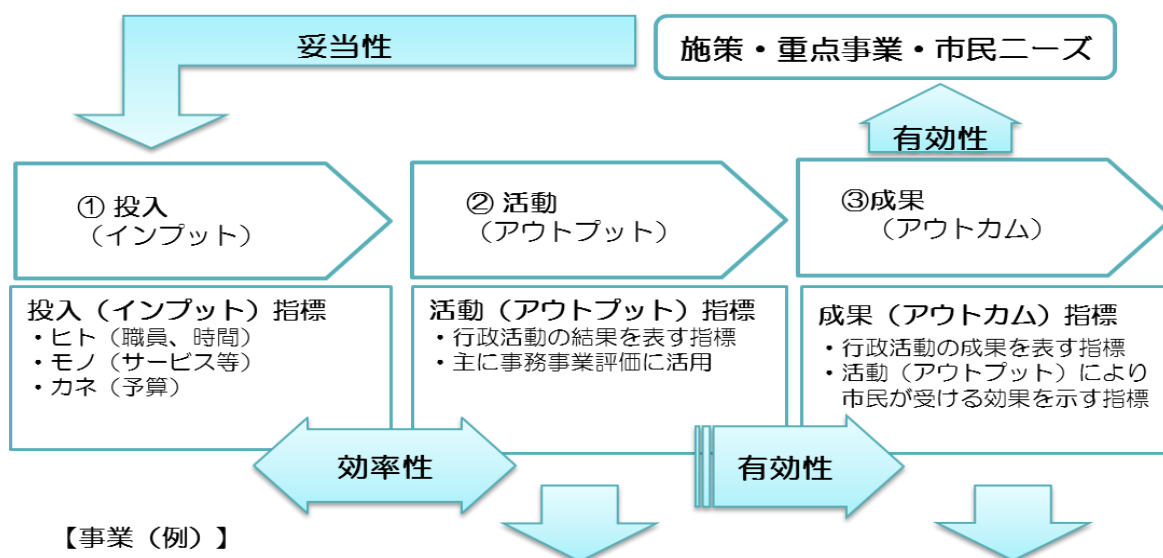 妥当性
施策・重点事業・市民ニーズ
有効性
① 投入
（インプット）
② 活動
（アウトプット）
③成果
（アウトカム）
投入（インプット）指標
・ヒト（職員、時間）
・モノ（サービス等）
・カネ（予算）
活動（アウトプット）指標
・行政活動の結果を表す指標
・主に事務事業評価に活用
成果（アウトカム）指標
・行政活動の成果を表す指標
・活動（アウトプット）により
市民が受ける効果を示す指標
効率性
有効性
【事業（例）】